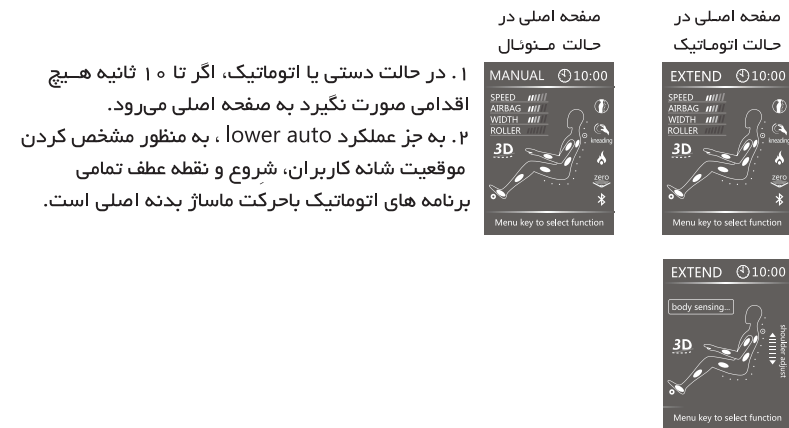 صفحه اصلی در
حالت اتوماتیک
صفحه اصلی در
حالت منوئال
EXTEND 10:00
SPEED
AIRBAG
WIDTH
ROLLER
3D
kneading
zero
Menu key to select function
MANUAL 10:00
SPEED
AIRBAG
WIDTH
ROLLER
3D
kneading
zero
Menu key to select function
۱. در حالت دستی یا اتوماتیک، اگر تا ۱۰ ثانیه هیچ
اقدامی صورت نگیرد به صفحه اصلی می‌رود.
۲. به جز عملکرد lower auto ، به منظور مشخص کردن
موقعیت شانه کاربران، شروع و نقطه عطف تمامی
برنامه های اتوماتیک باحرکت ماساژ بدنه اصلی است.
EXTEND 10:00
body sensing...
3D
shoulder adjust
Menu key to select function